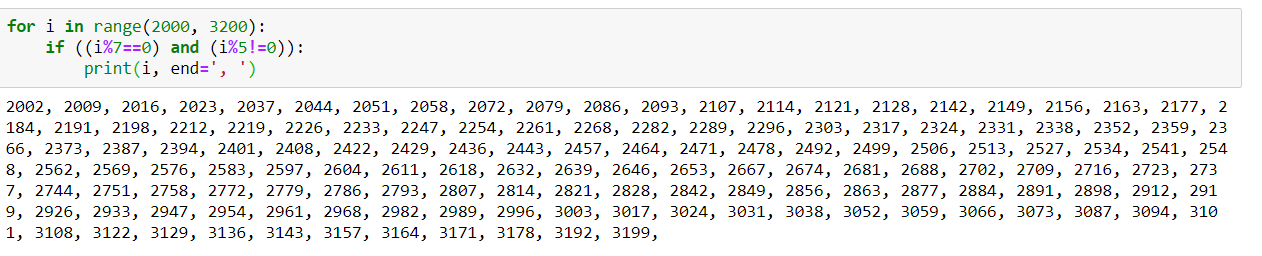 for i in range(2000, 3200):
    if ((i%7==0) and (i%5!=0)):
        print(i, end=', ')
2002, 2009, 2016, 2023, 2037, 2044, 2051, 2058, 2072, 2079, 2086, 2093, 2107, 2114, 2121, 2128, 2142, 2149, 2156, 2163, 2177, 2
184, 2191, 2198, 2212, 2219, 2226, 2233, 2247, 2254, 2261, 2268, 2282, 2289, 2296, 2303, 2317, 2324, 2331, 2338, 2352, 2359, 23
66, 2373, 2387, 2394, 2401, 2408, 2422, 2429, 2436, 2443, 2457, 2464, 2471, 2478, 2492, 2499, 2506, 2513, 2527, 2534, 2541, 254
8, 2562, 2569, 2576, 2583, 2597, 2604, 2611, 2618, 2632, 2639, 2646, 2653, 2667, 2674, 2681, 2688, 2702, 2709, 2716, 2723, 273
7, 2744, 2751, 2758, 2772, 2779, 2786, 2793, 2807, 2814, 2821, 2828, 2842, 2849, 2856, 2863, 2877, 2884, 2891, 2898, 2912, 291
9, 2926, 2933, 2947, 2954, 2961, 2968, 2982, 2989, 2996, 3003, 3017, 3024, 3031, 3038, 3052, 3059, 3066, 3073, 3087, 3094, 310
1, 3108, 3122, 3129, 3136, 3143, 3157, 3164, 3171, 3178, 3192, 3199,